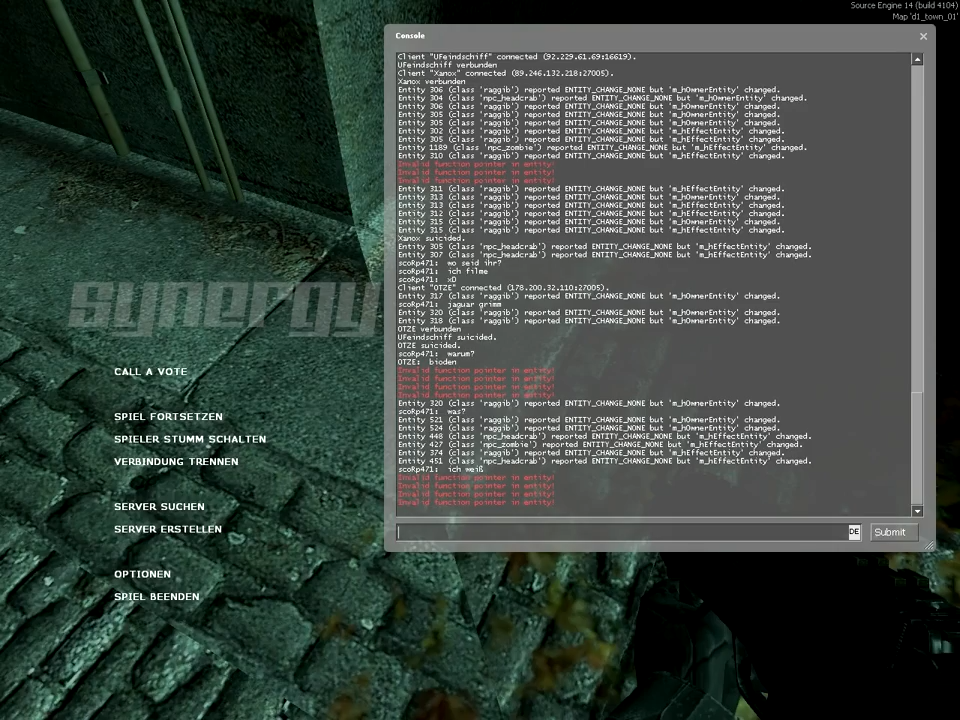 Source Engine 14 (build 4104)
Map 'd1_town_01'
Console
Client "UFeindschiff" connected (92.229.61.69:16619).
UFeindschiff verbunden
Client "Xanox" connected (89.246.132.218:27005).
Xanox verbunden
Entity 306 (class 'raggib') reported ENTITY_CHANGE_NONE but 'm_hOwnerEntity' changed.
Entity 304 (class 'npc_headcrab') reported ENTITY_CHANGE_NONE but 'm_hOwnerEntity' changed.
Entity 306 (class 'raggib') reported ENTITY_CHANGE_NONE but 'm_hOwnerEntity' changed.
Entity 305 (class 'raggib') reported ENTITY_CHANGE_NONE but 'm_hOwnerEntity' changed.
Entity 305 (class 'raggib') reported ENTITY_CHANGE_NONE but 'm_hOwnerEntity' changed.
Entity 302 (class 'raggib') reported ENTITY_CHANGE_NONE but 'm_hEffectEntity' changed.
Entity 305 (class 'raggib') reported ENTITY_CHANGE_NONE but 'm_hEffectEntity' changed.
Entity 1189 (class 'npc_zombie') reported ENTITY_CHANGE_NONE but 'm_hOwnerEntity' changed.
Entity 310 (class 'raggib') reported ENTITY_CHANGE_NONE but 'm_hEffectEntity' changed.
Invalid function pointer in entity!
Invalid function pointer in entity!
Invalid function pointer in entity!
Entity 311 (class 'raggib') reported ENTITY_CHANGE_NONE but 'm_hEffectEntity' changed.
Entity 313 (class 'raggib') reported ENTITY_CHANGE_NONE but 'm_hOwnerEntity' changed.
Entity 313 (class 'raggib') reported ENTITY_CHANGE_NONE but 'm_hOwnerEntity' changed.
Entity 312 (class 'raggib') reported ENTITY_CHANGE_NONE but 'm_hEffectEntity' changed.
Entity 315 (class 'raggib') reported ENTITY_CHANGE_NONE but 'm_hOwnerEntity' changed.
Entity 315 (class 'raggib') reported ENTITY_CHANGE_NONE but 'm_hOwnerEntity' changed.
Xanox suicided.
Entity 305 (class 'npc_headcrab') reported ENTITY_CHANGE_NONE but 'm_hEffectEntity' changed.
Entity 307 (class 'npc_headcrab') reported ENTITY_CHANGE_NONE but 'm_hEffectEntity' changed.
scoRp471: wo seid ihr?
scoRp471: ich filme
scoRp471: xD
Client "OTZE" connected (178.200.32.110:27005).
Entity 317 (class 'raggib') reported ENTITY_CHANGE_NONE but 'm_hOwnerEntity' changed.
scoRp471: jaguar grimm
Entity 320 (class 'raggib') reported ENTITY_CHANGE_NONE but 'm_hOwnerEntity' changed.
Entity 318 (class 'raggib') reported ENTITY_CHANGE_NONE but 'm_hOwnerEntity' changed.
OTZE verbunden
UFeindschiff suicided.
OTZE suicided.
scoRp471: warum?
OTZE: bioden
Invalid function pointer in entity!
Invalid function pointer in entity!
Invalid function pointer in entity!
Invalid function pointer in entity!
Entity 320 (class 'raggib') reported ENTITY_CHANGE_NONE but 'm_hOwnerEntity' changed.
scoRp471: was?
Entity 521 (class 'raggib') reported ENTITY_CHANGE_NONE but 'm_hOwnerEntity' changed.
Entity 524 (class 'raggib') reported ENTITY_CHANGE_NONE but 'm_hOwnerEntity' changed.
Entity 448 (class 'npc_headcrab') reported ENTITY_CHANGE_NONE but 'm_hEffectEntity' changed.
Entity 427 (class 'npc_zombie') reported ENTITY_CHANGE_NONE but 'm_hEffectEntity' changed.
Entity 374 (class 'raggib') reported ENTITY_CHANGE_NONE but 'm_hEffectEntity' changed.
Entity 451 (class 'npc_headcrab') reported ENTITY_CHANGE_NONE but 'm_hEffectEntity' changed.
scoRp471: ich weiß
Invalid function pointer in entity!
Invalid function pointer in entity!
Invalid function pointer in entity!
Invalid function pointer in entity!
DE
Submit
synergy
CALL A VOTE
SPIEL FORTSETZEN
SPIELER STUMM SCHALTEN
VERBINDUNG TRENNEN
SERVER SUCHEN
SERVER ERSTELLEN
OPTIONEN
SPIEL BEENDEN